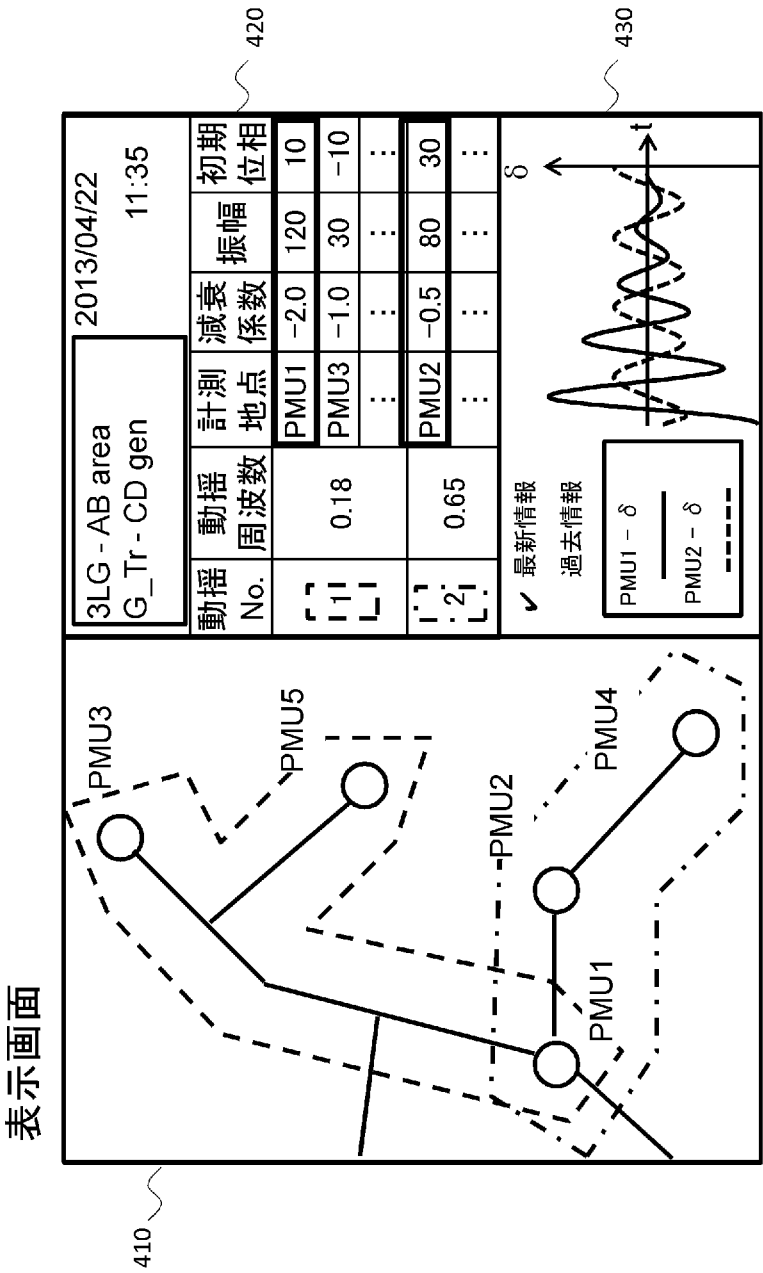 表示画面
410
420
430
PMU3
PMU5
PMU2
PMU4
PMU1
3LG - AB area
G_Tr - CD gen
2013/04/22
11:35
動揺 No. 動揺 周波数 計測 地点 減衰 係数 振幅 初期 位相
1 0.18 PMU1 -2.0 120 10
PMU3 -1.0 30 -10
… … … …
2 0.65 PMU2 -0.5 80 30
… … … …
✓ 最新情報
過去情報
PMU1 - δ
PMU2 - δ
δ
t